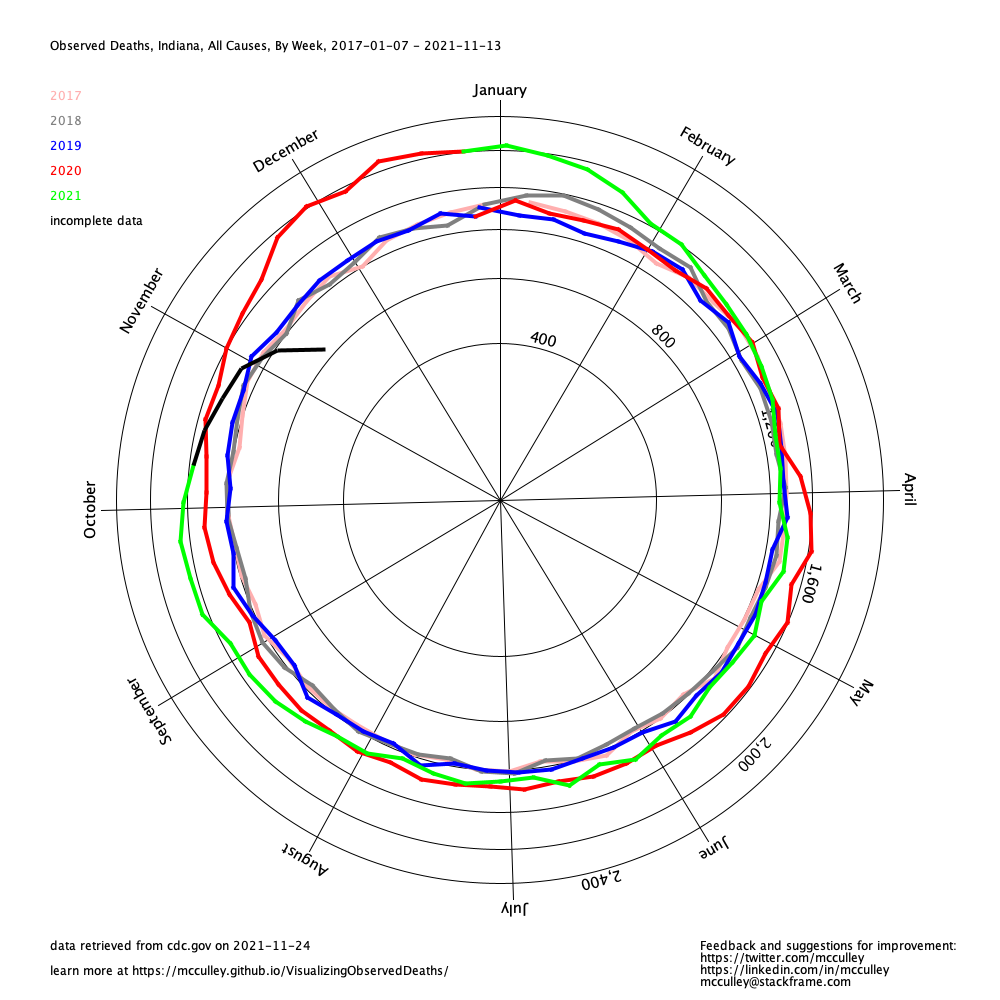 Observed Deaths, Indiana, All Causes, By Week, 2017-01-07 - 2021-11-13
2017
2018
2019
2020
2021
incomplete data
January
February
March
April
May
June
July
August
September
October
November
December
400
800
1,200
1,600
2,000
2,400
data retrieved from cdc.gov on 2021-11-24
learn more at https://mcculley.github.io/VisualizingObservedDeaths/
Feedback and suggestions for improvement:
https://twitter.com/mcculley
https://linkedin.com/in/mcculley
mcculley@stackframe.com